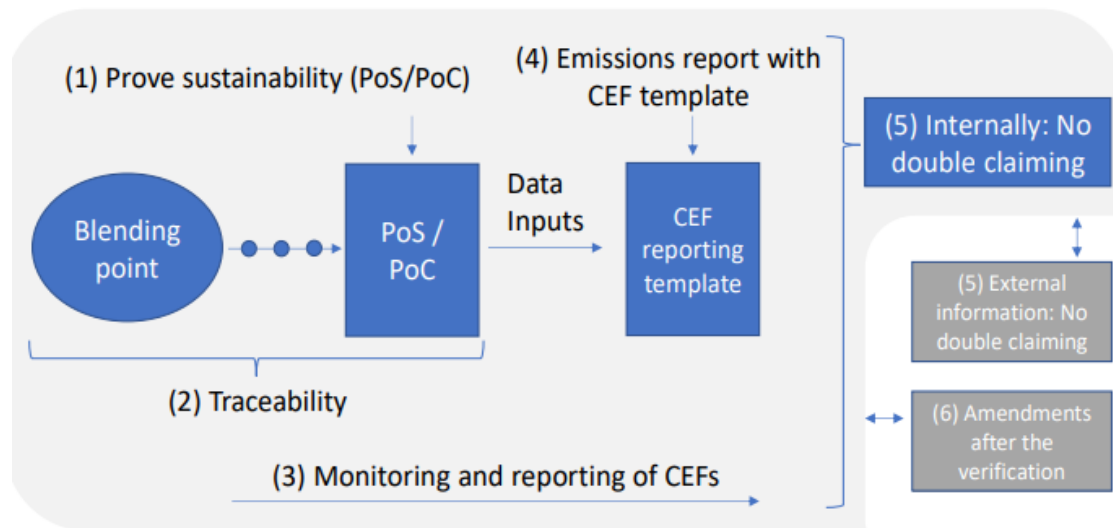 (1) Prove sustainability (PoS/PoC)
(4) Emissions report with
CEF template
(5) Internally: No
double claiming
Blending
point
PoS /
PoC
Data
Inputs
CEF
reporting
template
(5) External
information: No
double claiming
(2) Traceability
(6) Amendments
after the
verification
(3) Monitoring and reporting of CEFs